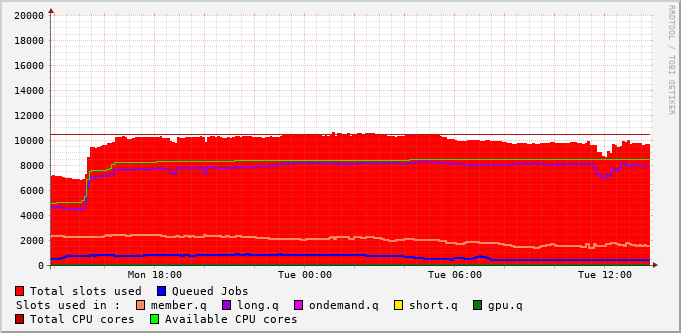 RRDTOOL / TOBI OETIKER
20000
18000
16000
14000
12000
10000
8000
6000
4000
2000
0
Mon 18:00 Tue 00:00 Tue 06:00 Tue 12:00
Total slots used Queued Jobs
Slots used in : member.q long.q ondemand.q short.q gpu.q
Total CPU cores Available CPU cores